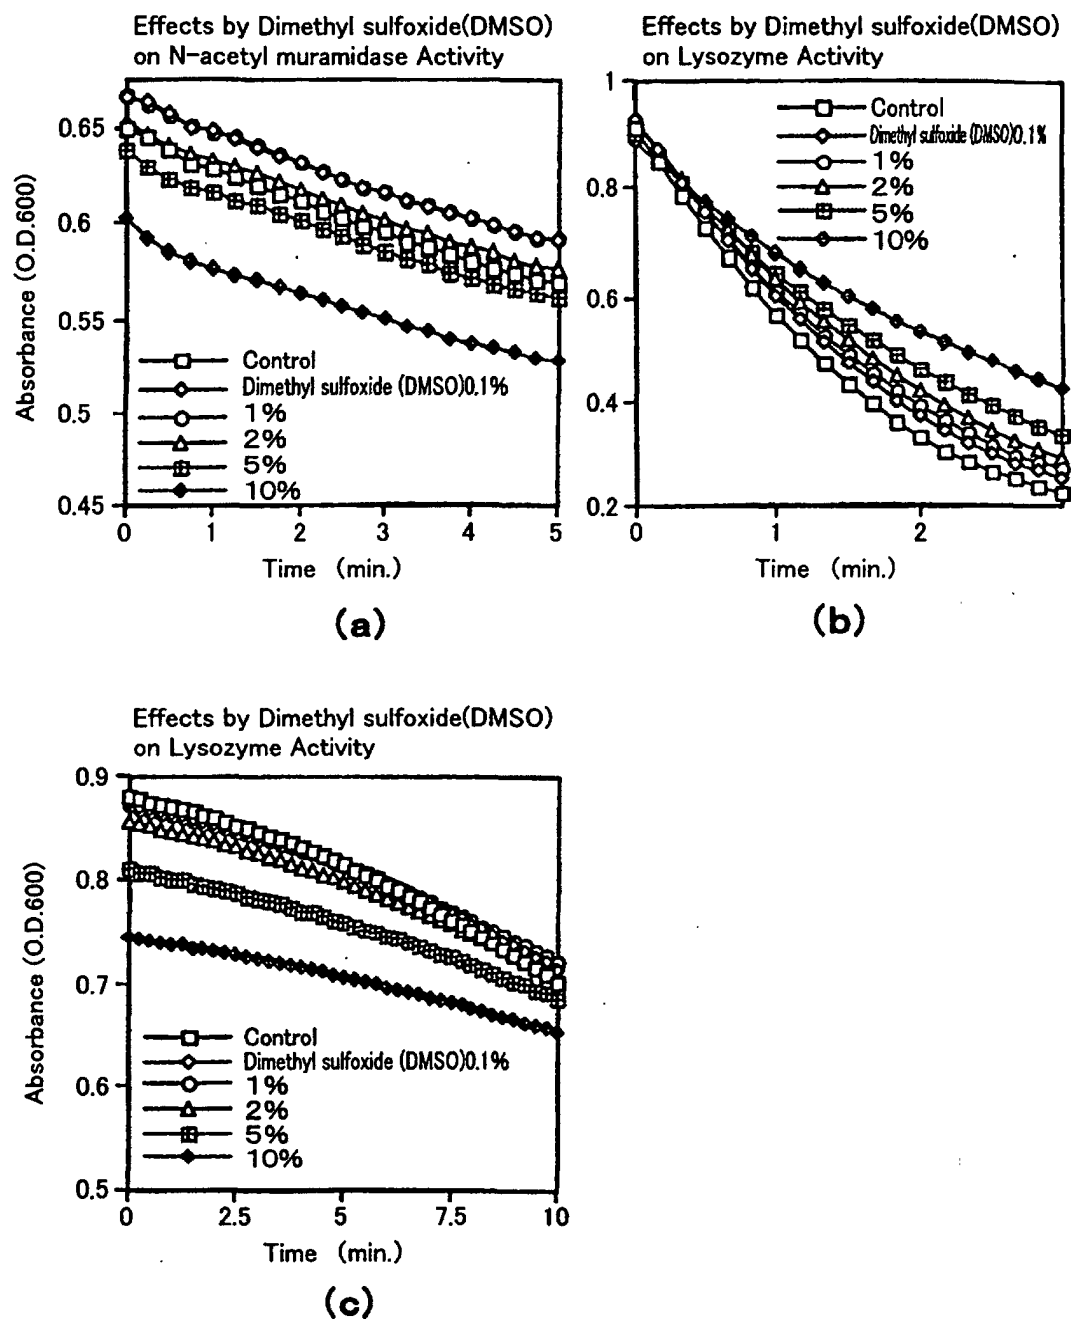 Effects by Dimethyl sulfoxide(DMSO)
on N-acetyl muramidase Activity
Absorbance (O.D.600)
0.65
0.6
0.55
0.5
0.45
Control
Dimethyl sulfoxide (DMSO)0.1%
1%
2%
5%
10%
0 1 2 3 4 5
Time (min.)
(a)
Effects by Dimethyl sulfoxide(DMSO)
on Lysozyme Activity
1
0.8
0.6
0.4
0.2
Control
Dimethyl sulfoxide (DMSO)0.1%
1%
2%
5%
10%
0 1 2
Time (min.)
(b)
Effects by Dimethyl sulfoxide(DMSO)
on Lysozyme Activity
Absorbance (O.D.600)
0.9
0.8
0.7
0.6
0.5
Control
Dimethyl sulfoxide (DMSO)0.1%
1%
2%
5%
10%
0 2.5 5 7.5 10
Time (min.)
(c)